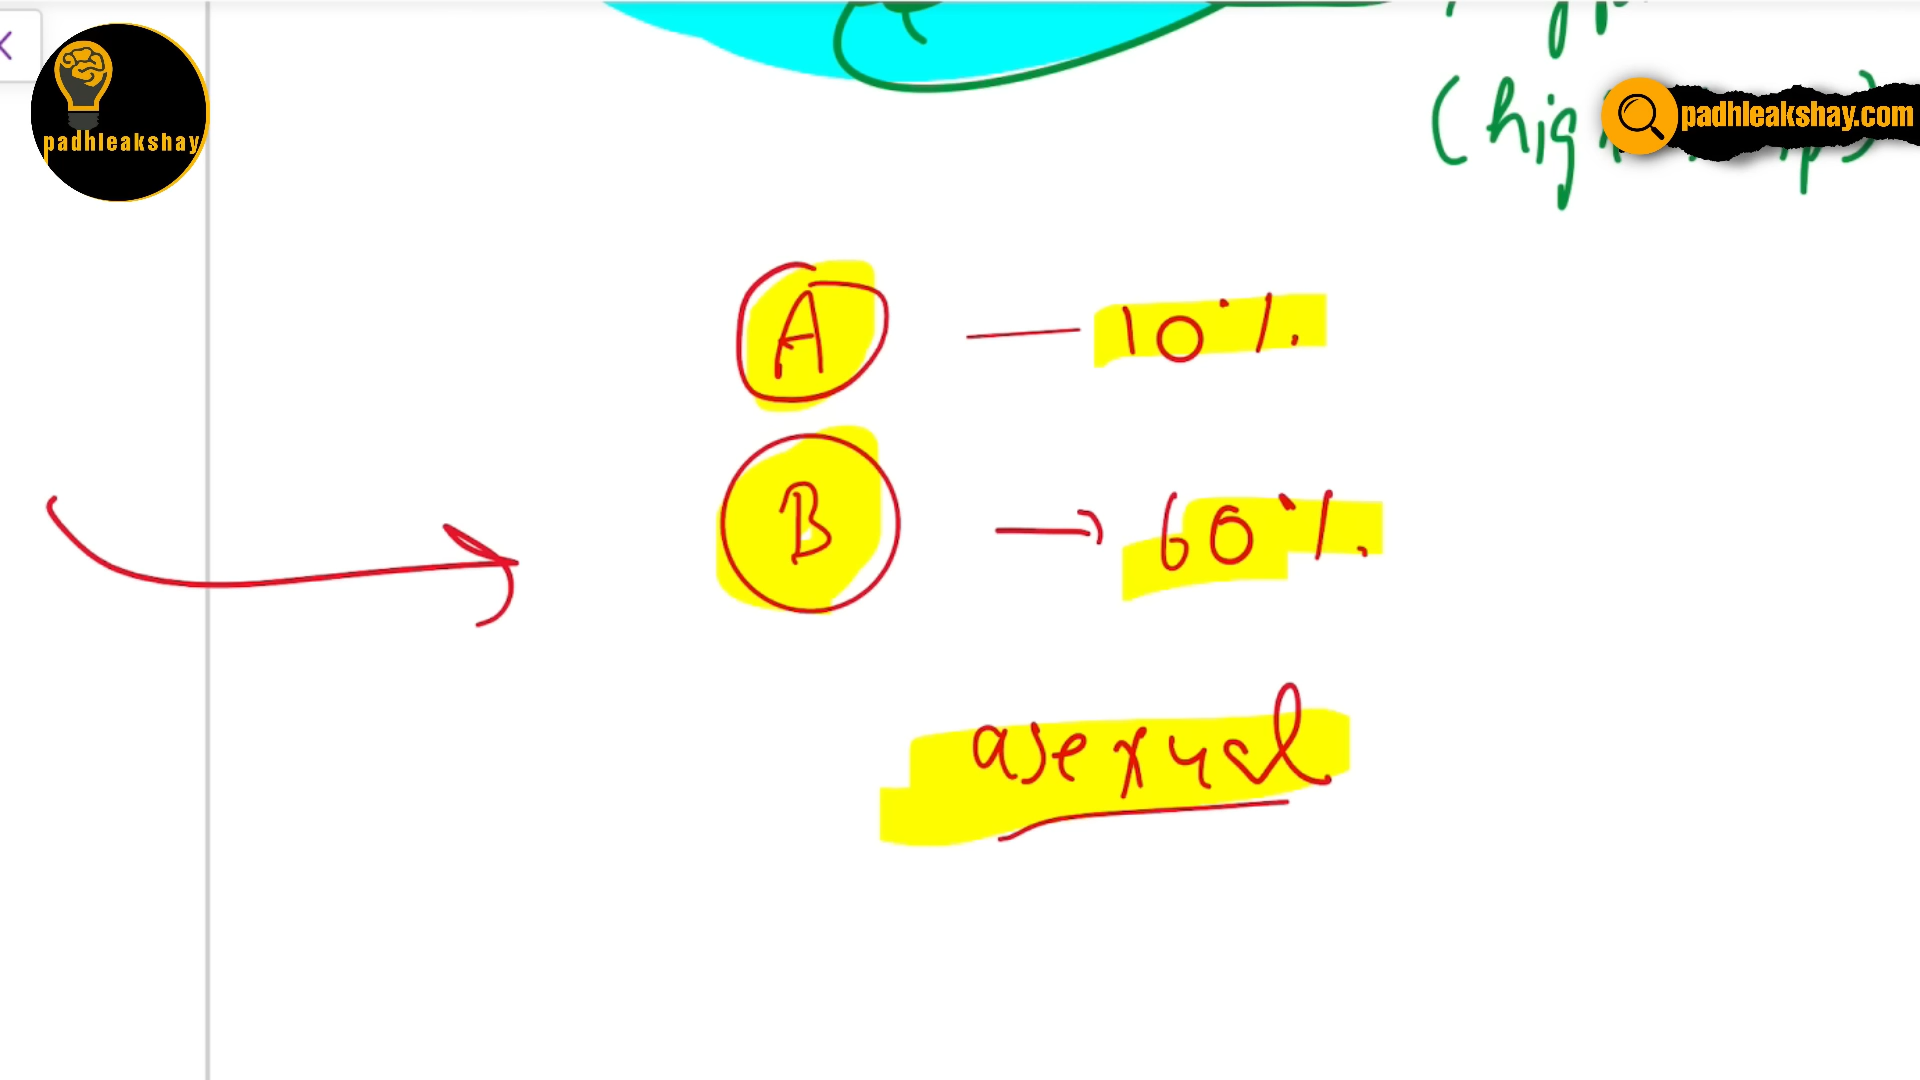 padhleakshay
padhleakshay.com
A — 10%.
B → 60%.
asexual